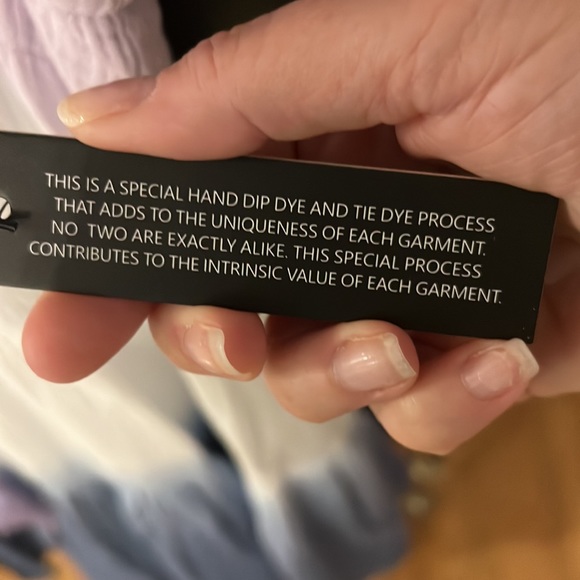 THIS IS A SPECIAL HAND DIP DYE AND TIE DYE PROCESS
THAT ADDS TO THE UNIQUENESS OF EACH GARMENT.
NO TWO ARE EXACTLY ALIKE. THIS SPECIAL PROCESS
CONTRIBUTES TO THE INTRINSIC VALUE OF EACH GARMENT.